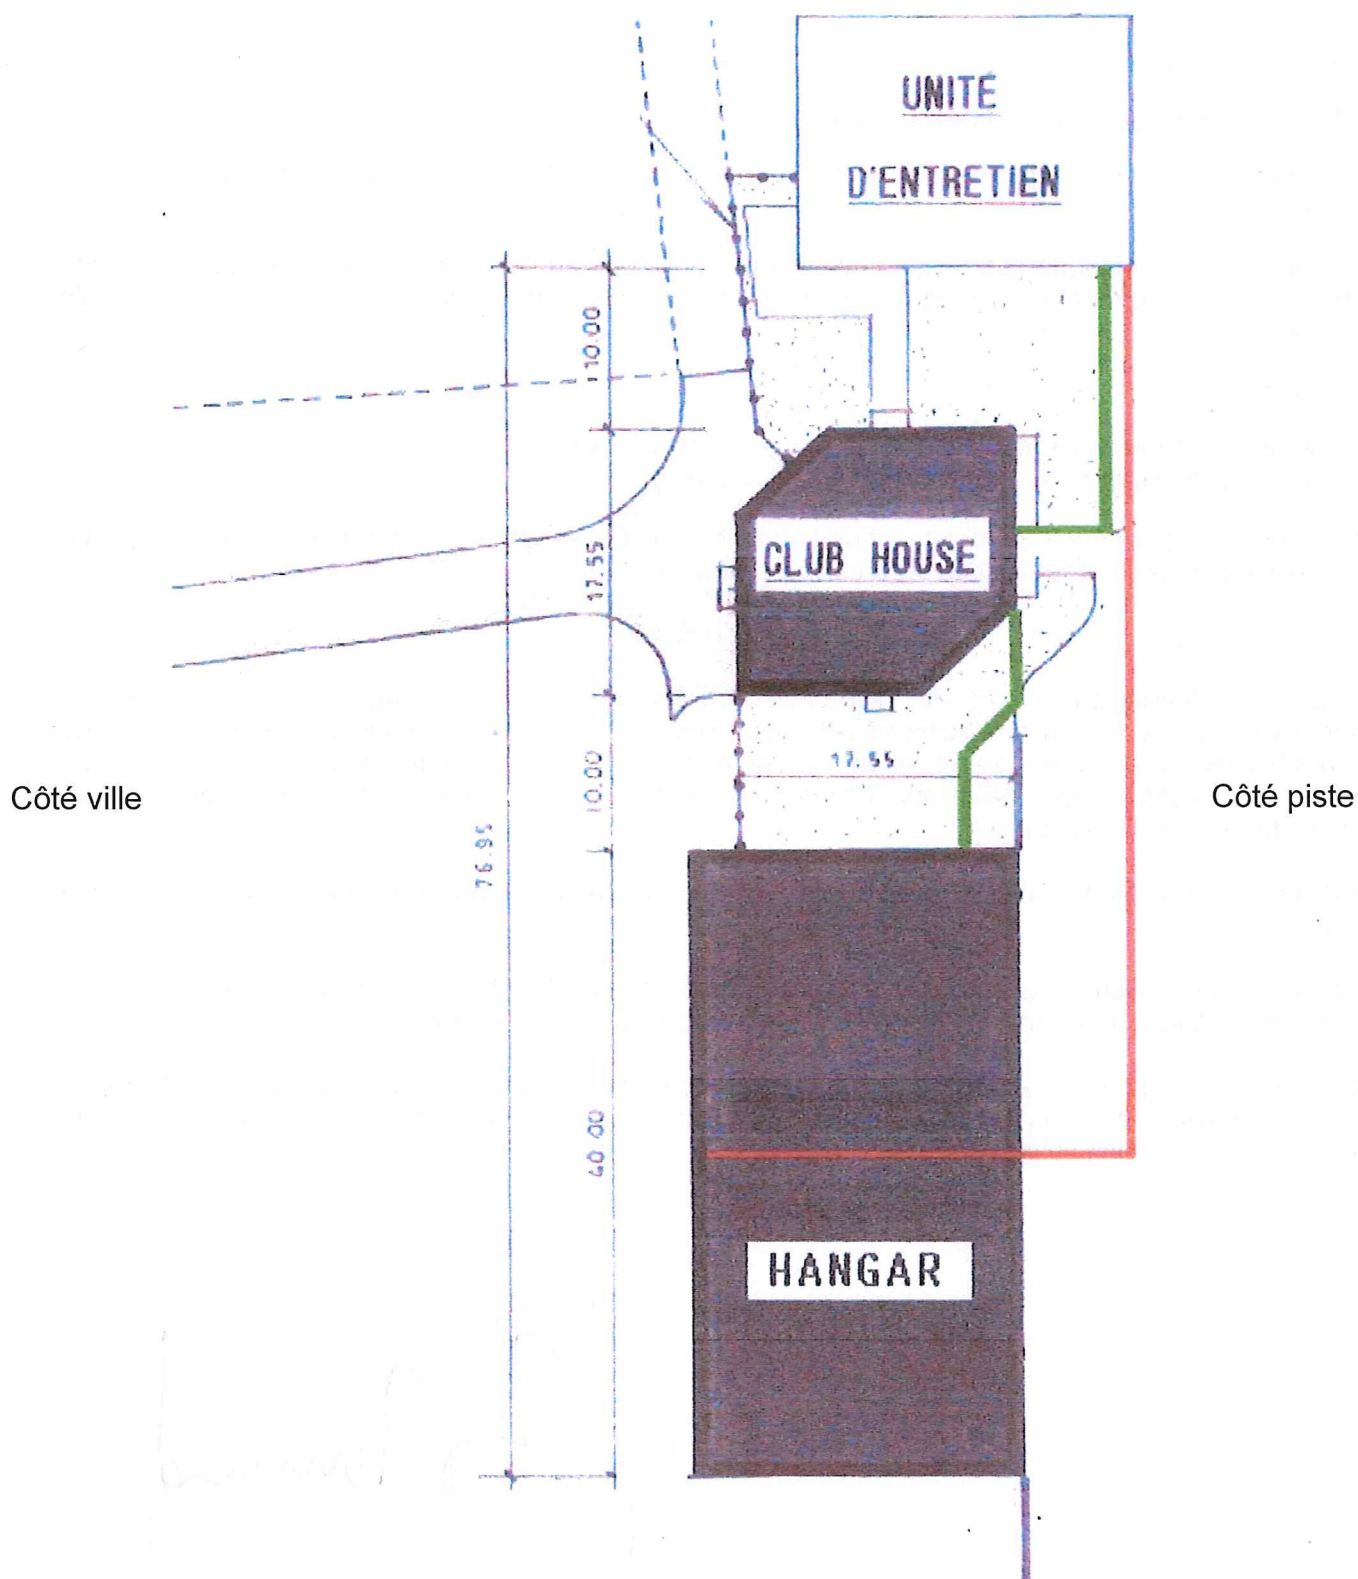 UNITÉ
D'ENTRETIEN
10.00
CLUB HOUSE
17.55
17.55
Côté ville
10.00
Côté piste
76.95
40.00
HANGAR